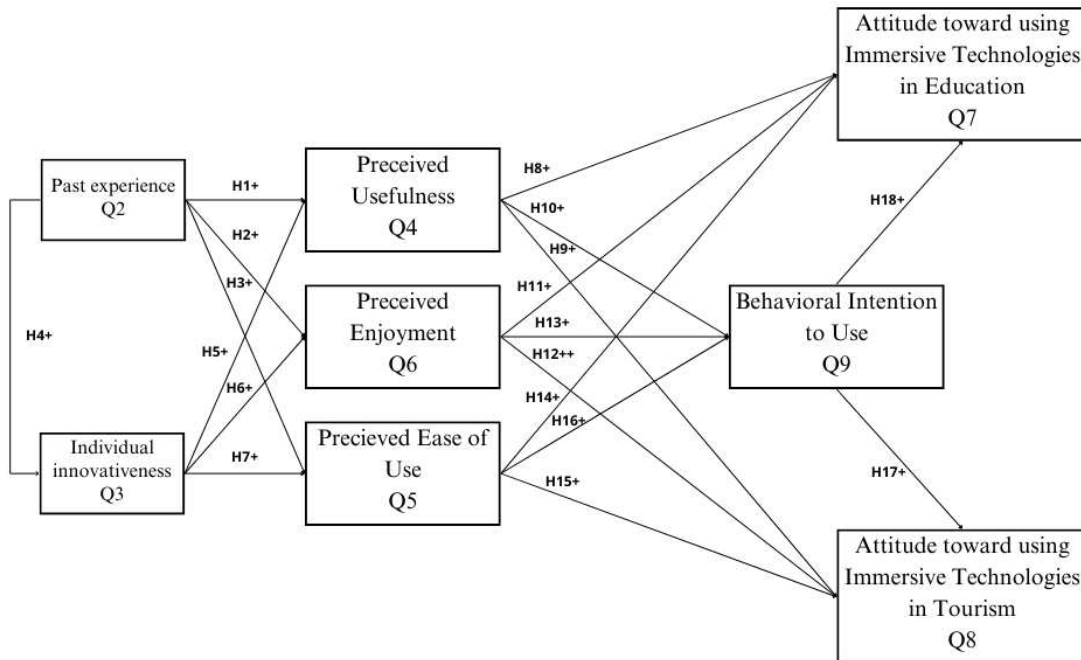 Attitude toward using
Immersive Technologies
in Education
Q7
Past experience
Q2
H1+
H2+
H3+
H4+
H5+
H6+
H7+
Individual
innovativeness
Q3
Preceived
Usefulness
Q4
Preceived
Enjoyment
Q6
Precieved Ease of
Use
Q5
H8+
H10+
H9+
H11+
H13+
H12++
H14+
H16+
H15+
Behavioral Intention
to Use
Q9
H18+
H17+
Attitude toward using
Immersive Technologies
in Tourism
Q8